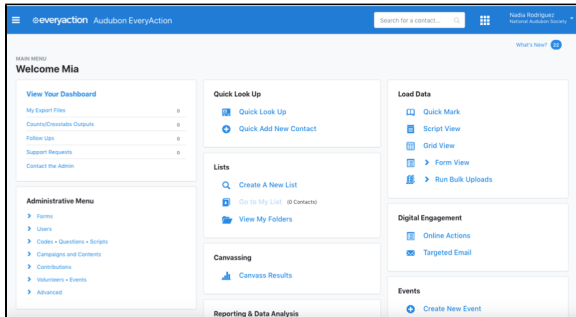 everyaction Audubon EveryAction
Search for a contact...
Nadia Rodriguez
National Audubon Society
What's New? 22
MAIN MENU
Welcome Mia
View Your Dashboard
My Export Files 0
Counts/Crosstabs Outputs 0
Follow Ups 0
Support Requests 0
Contact the Admin
Administrative Menu
Forms
Users
Codes • Questions • Scripts
Campaigns and Contents
Contributions
Volunteers • Events
Advanced
Quick Look Up
Quick Look Up
Quick Add New Contact
Lists
Create A New List
Go to My List (0 Contacts)
View My Folders
Canvassing
Canvass Results
Reporting & Data Analysis
Load Data
Quick Mark
Script View
Grid View
Form View
Run Bulk Uploads
Digital Engagement
Online Actions
Targeted Email
Events
Create New Event